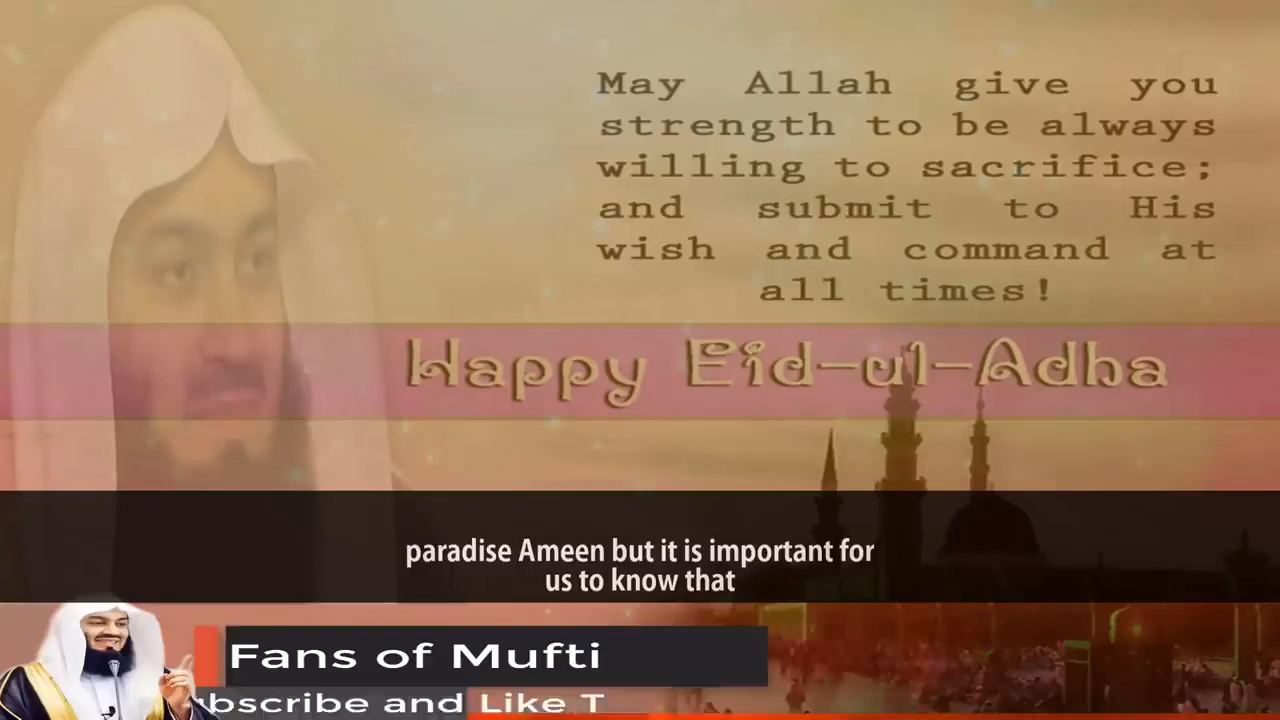 May Allah give you
strength to be always
willing to sacrifice;
and submit to His
wish and command at
all times!
Happy Eid-ul-Adha
paradise Ameen but it is important for
us to know that
Fans of Mufti
ubscribe and Like T